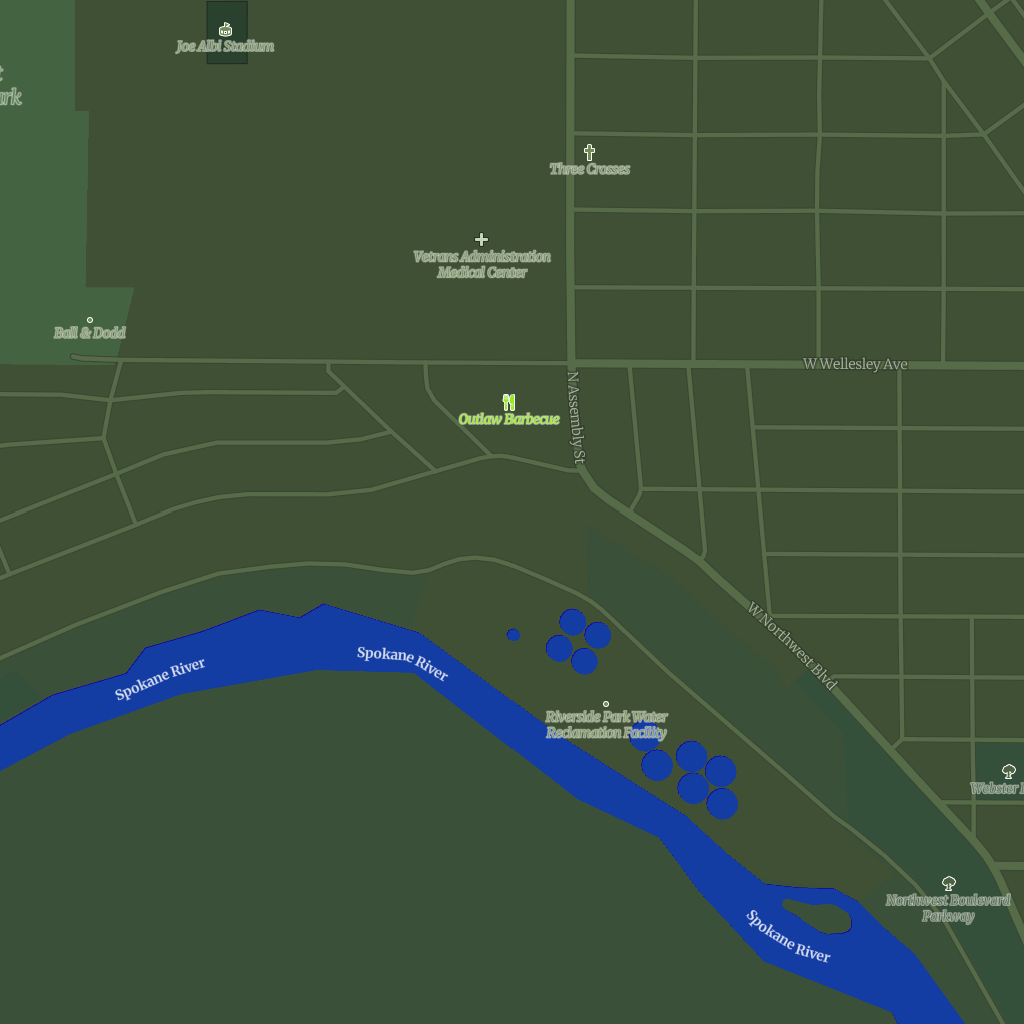 Joe Albi Stadium
ark
Three Crosses
Vetrans Administration
Medical Center
Ball & Dodd
W Wellesley Ave
N Assembly St
Outlaw Barbecue
W Northwest Blvd
Spokane River
Spokane River
Riverside Park Water
Reclamation Facility
Webster
Northwest Boulevard
Parkway
Spokane River